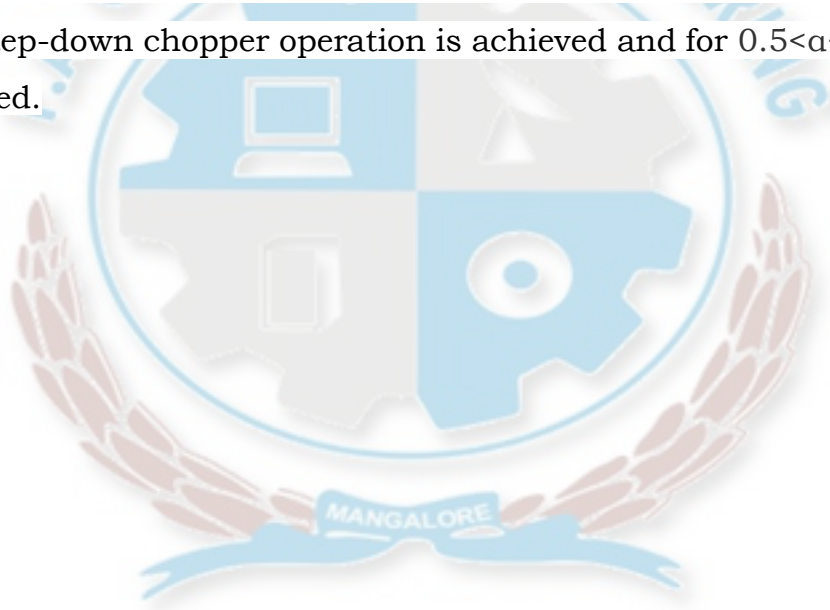 ep-down chopper operation is achieved and for 0.5<α
ed.
MANGALORE